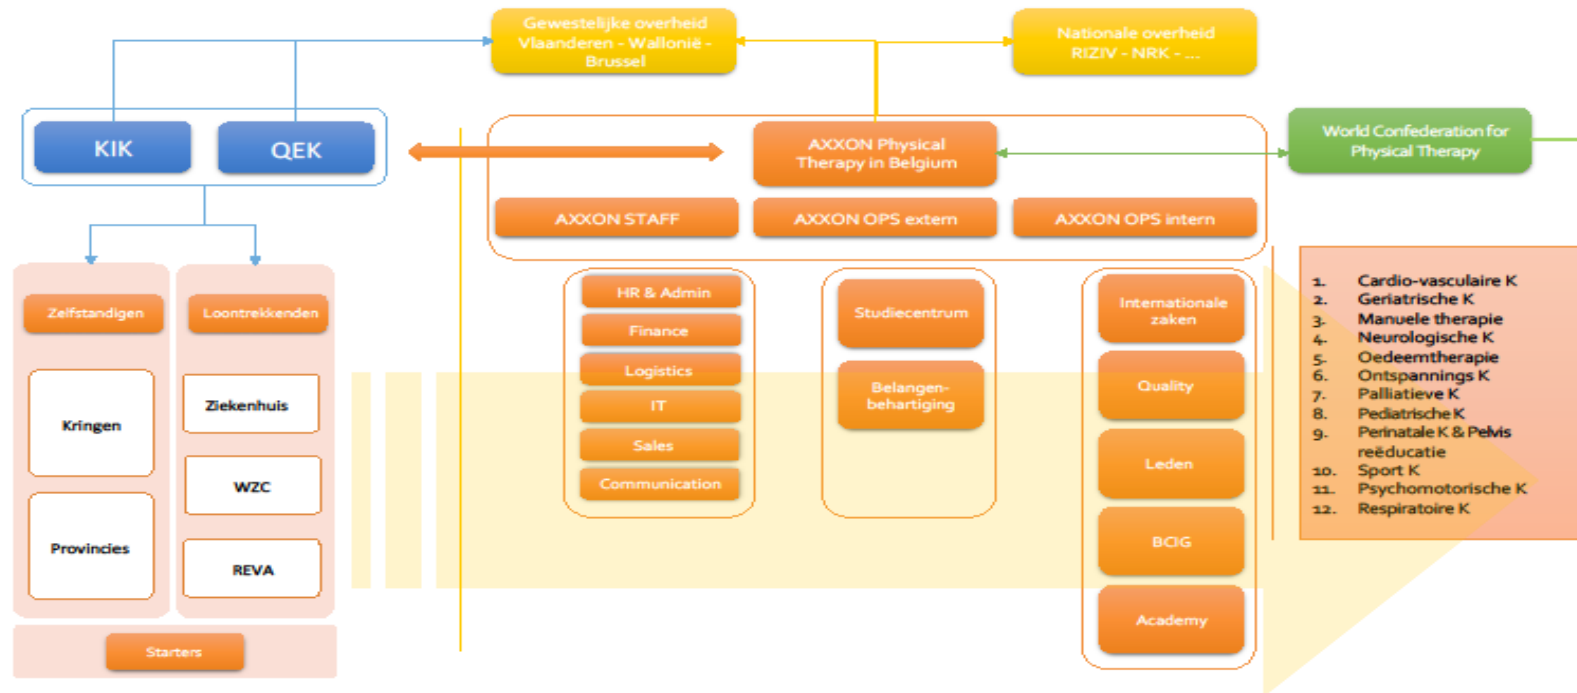 Gewestelijke overheid
Vlaanderen - Wallonië -
Brussel
Nationale overheid
RIZIV - NRK - ...
KIK
QEK
AXXON Physical
Therapy in Belgium
World Confederation for
Physical Therapy
AXXON STAFF
AXXON OPS extern
AXXON OPS intern
Zelfstandigen
Loontrekkenden
Kringen
Provincies
Ziekenhuis
WZC
REVA
Starters
HR & Admin
Finance
Logistics
IT
Sales
Communication
Studiecentrum
Belangen-
behartiging
Internationale
zaken
Quality
Leden
BCIG
Academy
1. Cardio-vasculaire K
2. Geriatrische K
3. Manuele therapie
4. Neurologische K
5. Oedeemtherapie
6. Ontspannings K
7. Palliatieve K
8. Pediatrische K
9. Perinatale K & Pelvis
reëducatie
10. Sport K
11. Psychomotorische K
12. Respiratoire K